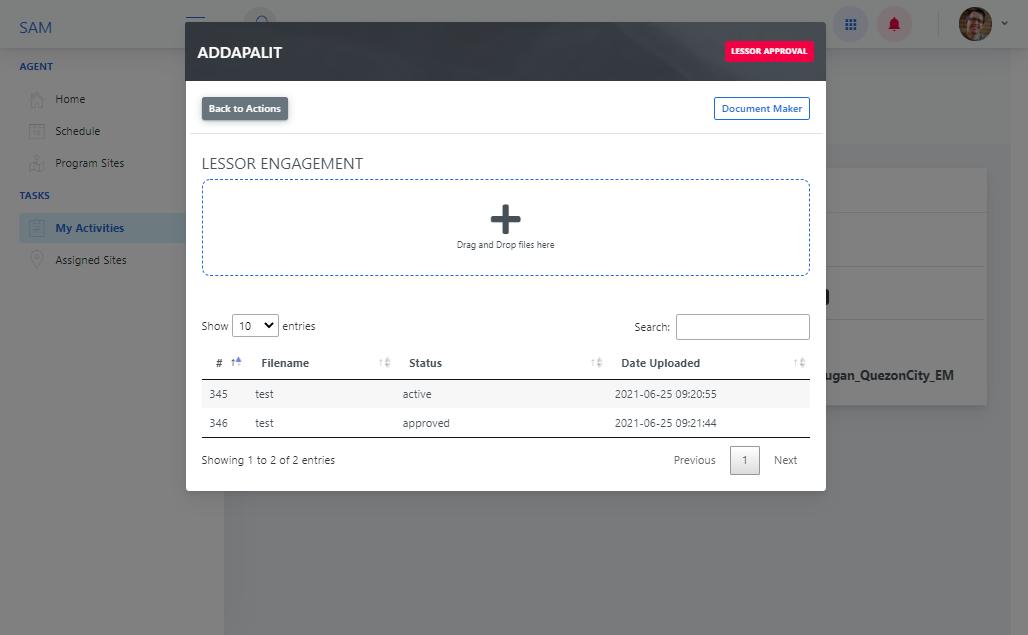 SAM
ADDAPALIT
LESSOR APPROVAL
AGENT
Home
Schedule
Program Sites
TASKS
My Activities
Assigned Sites
Back to Actions
Document Maker
LESSOR ENGAGEMENT
Drag and Drop files here
Show 10 entries
Search:
# Filename Status Date Uploaded
345 test active 2021-06-25 09:20:55
346 test approved 2021-06-25 09:21:44
Showing 1 to 2 of 2 entries
Previous 1 Next
ugan_QuezonCity_EM